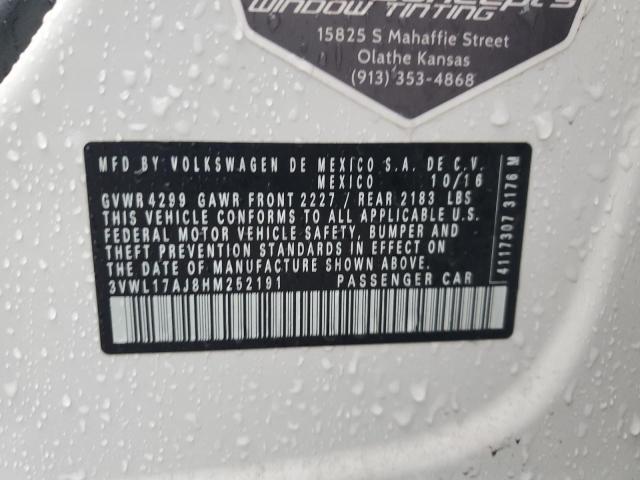 WINDOW TINTING
15825 S Mahaffie Street
Olathe Kansas
(913) 353-4868
MFD BY VOLKSWAGEN DE MEXICO S.A. DE C.V.
MEXICO 10/16
GVWR 4299 GAWR FRONT 2227 / REAR 2183 LBS
THIS VEHICLE CONFORMS TO ALL APPLICABLE U.S.
FEDERAL MOTOR VEHICLE SAFETY, BUMPER AND
THEFT PREVENTION STANDARDS IN EFFECT ON
THE DATE OF MANUFACTURE SHOWN ABOVE.
3VWL17AJ8HM252191 PASSENGER CAR
4117307 3176 M